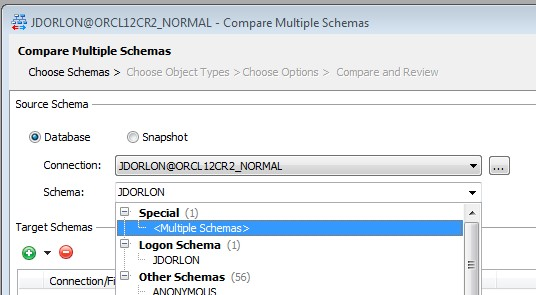 JDORLON@ORCL12CR2_NORMAL - Compare Multiple Schemas
Compare Multiple Schemas
Choose Schemas > Choose Object Types > Choose Options > Compare and Review
Source Schema
Database Snapshot
Connection: JDORLON@ORCL12CR2_NORMAL ...
Schema: JDORLON
Special (1)
<Multiple Schemas>
Target Schemas
Logon Schema (1)
JDORLON
Other Schemas (56)
Connection/Fi
ANONYMOUS